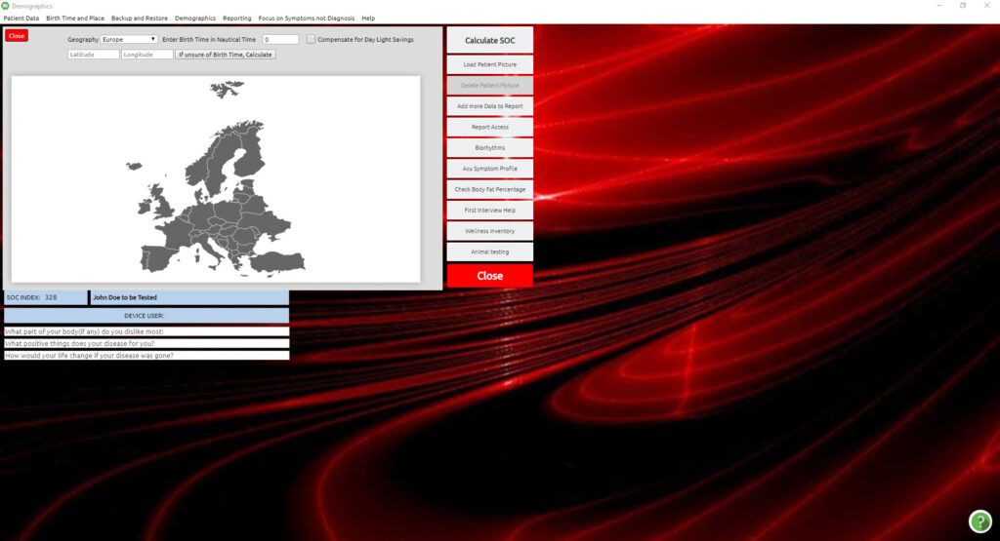 Demographics
Patient Data Birth Time and Place Backup and Restore Demographics Reporting Focus on Symptoms not Diagnosis Help
Close
Geography Europe Enter Birth Time in Nautical Time 0 Compensate for Day Light Savings
Latitude Longitude If unsure of Birth Time, Calculate
Calculate SOC
Load Patient Picture
Delete Patient Picture
Add more Data to Report
Report Access
Biorhythms
Acu Symptom Profile
Check Body Fat Percentage
First Interview Help
Wellness Inventory
Animal testing
Close
SOC INDEX: 328 John Doe to be Tested
DEVICE USER:
What part of your body(if any) do you dislike most:
What positive things does your disease for you?
How would your life change if your disease was gone?
?